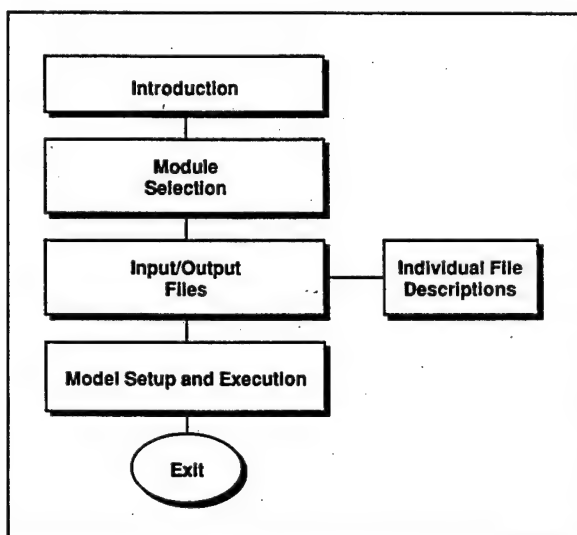 Introduction
Module
Selection
Input/Output
Files
Individual File
Descriptions
Model Setup and Execution
Exit